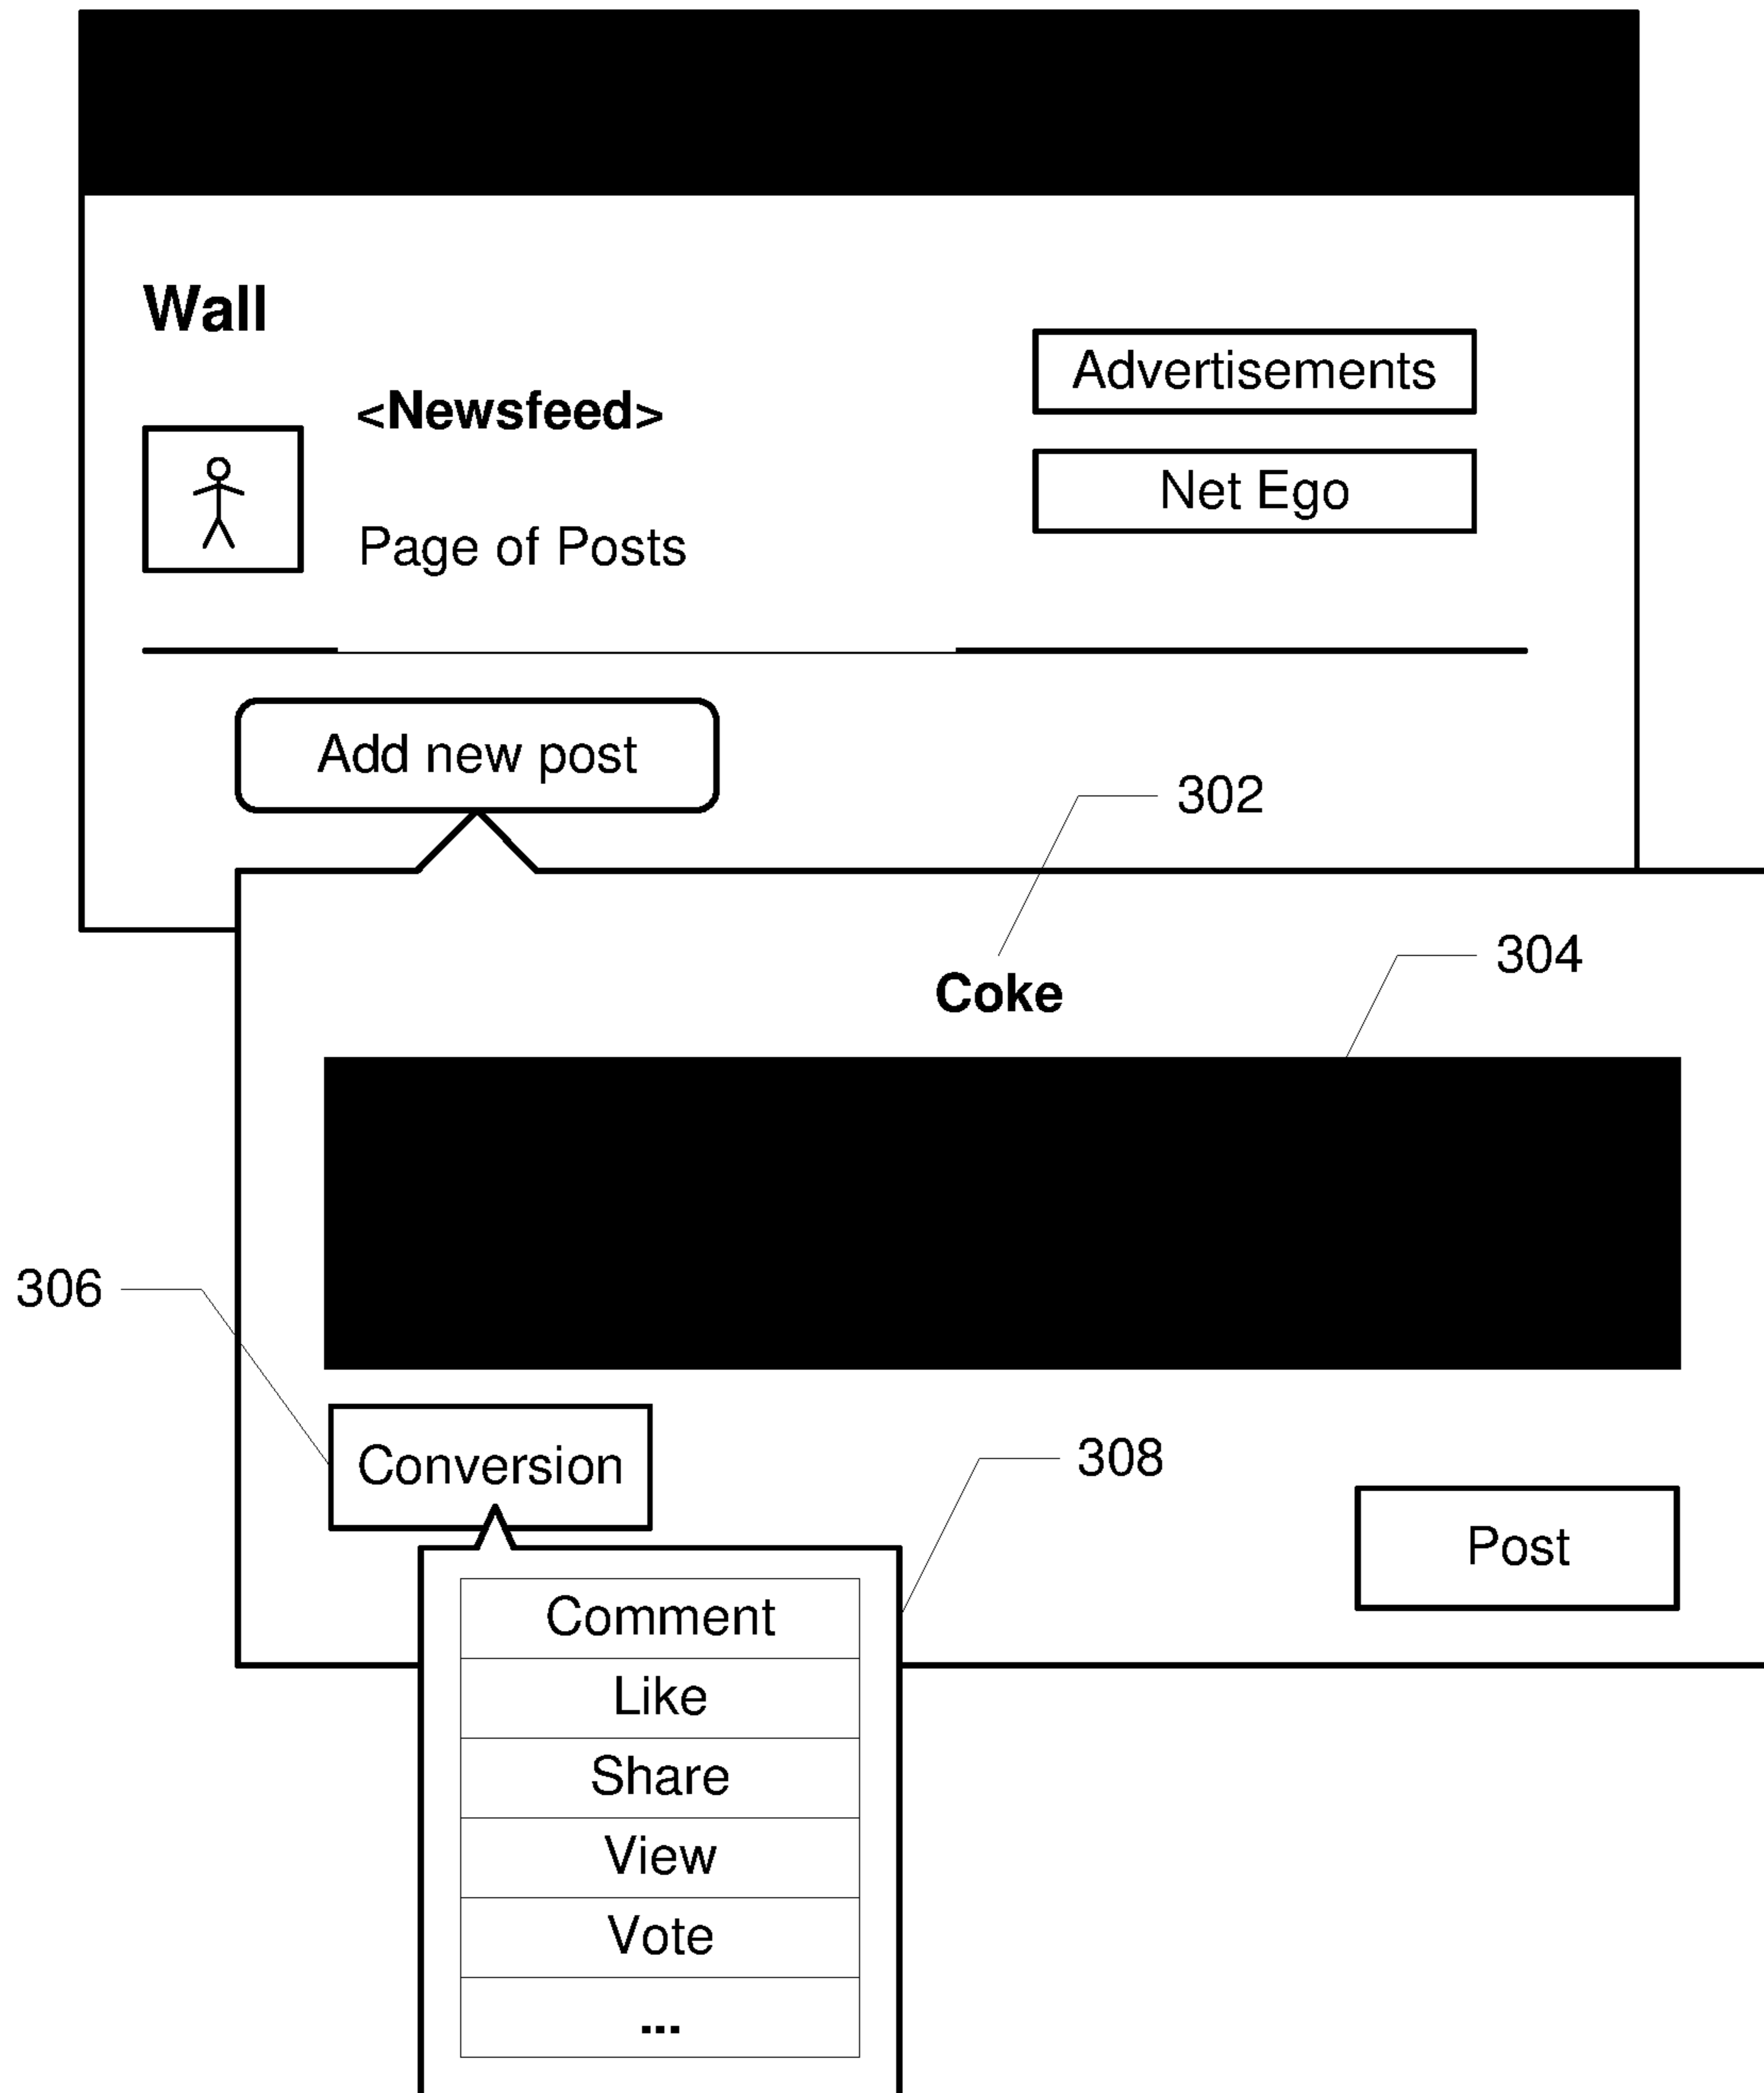 Wall
<Newsfeed>
Page of Posts
Advertisements
Net Ego
Add new post
302
Coke
304
306
Conversion
308
Post
Comment
Like
Share
View
Vote
...